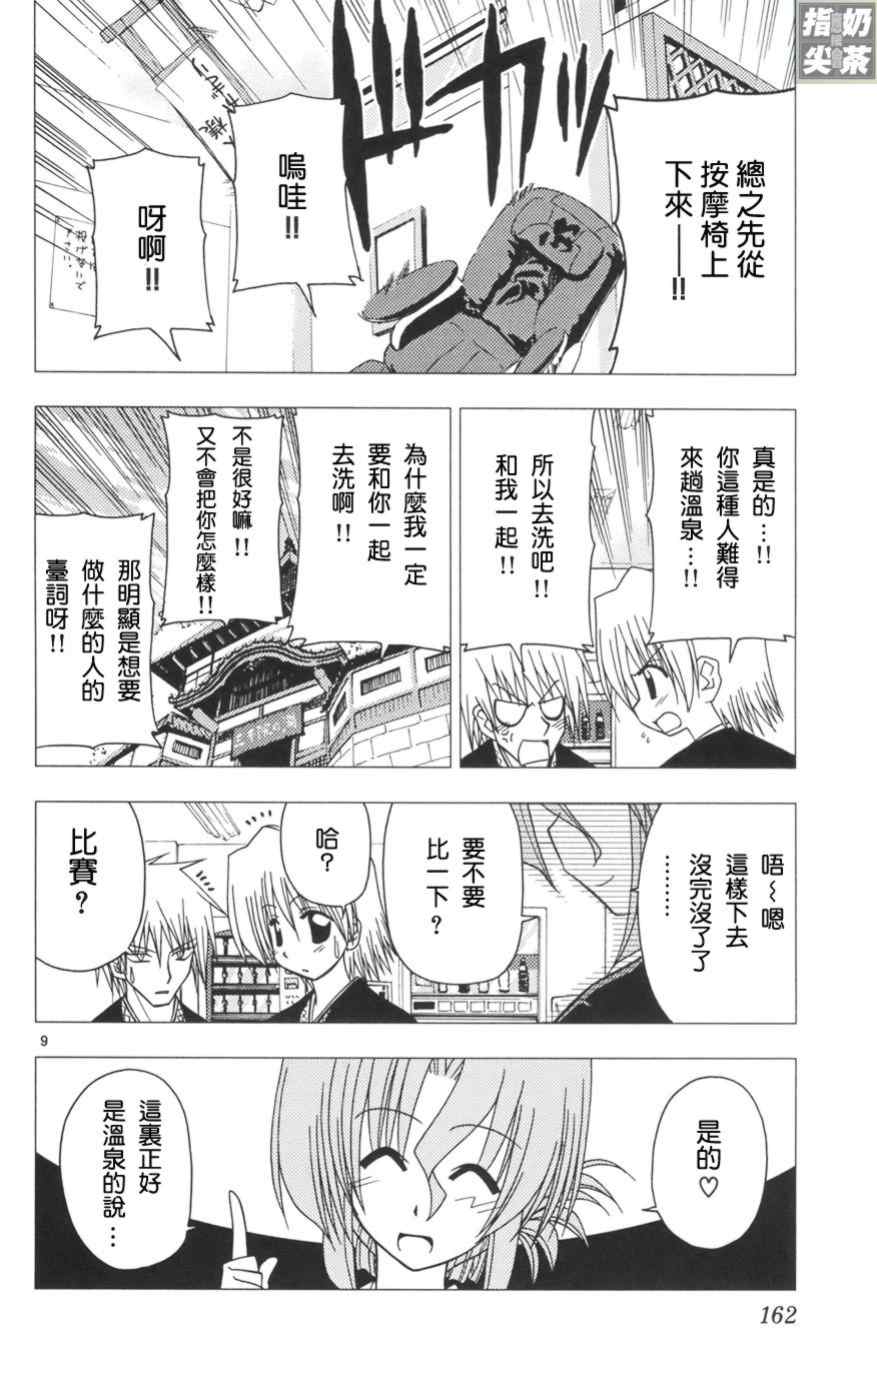 指奶
尖茶
總之先從
按摩椅上
下來——!!
嗚哇!!
呀啊!!
真是的…!!
你這種人難得
來趟溫泉…!!
所以去洗吧!!
和我一起!!
為什麼我一定
要和你一起
去洗啊!!
不是很好嘛!!
又不會把你怎麼樣!!
那明顯是想要
做什麼的人的
臺詞呀!!
唔~嗯
這樣下去
沒完沒了了
………
要不要
比一下?
哈?
比賽?
9
是的♡
這裏正好
是溫泉的說…
162